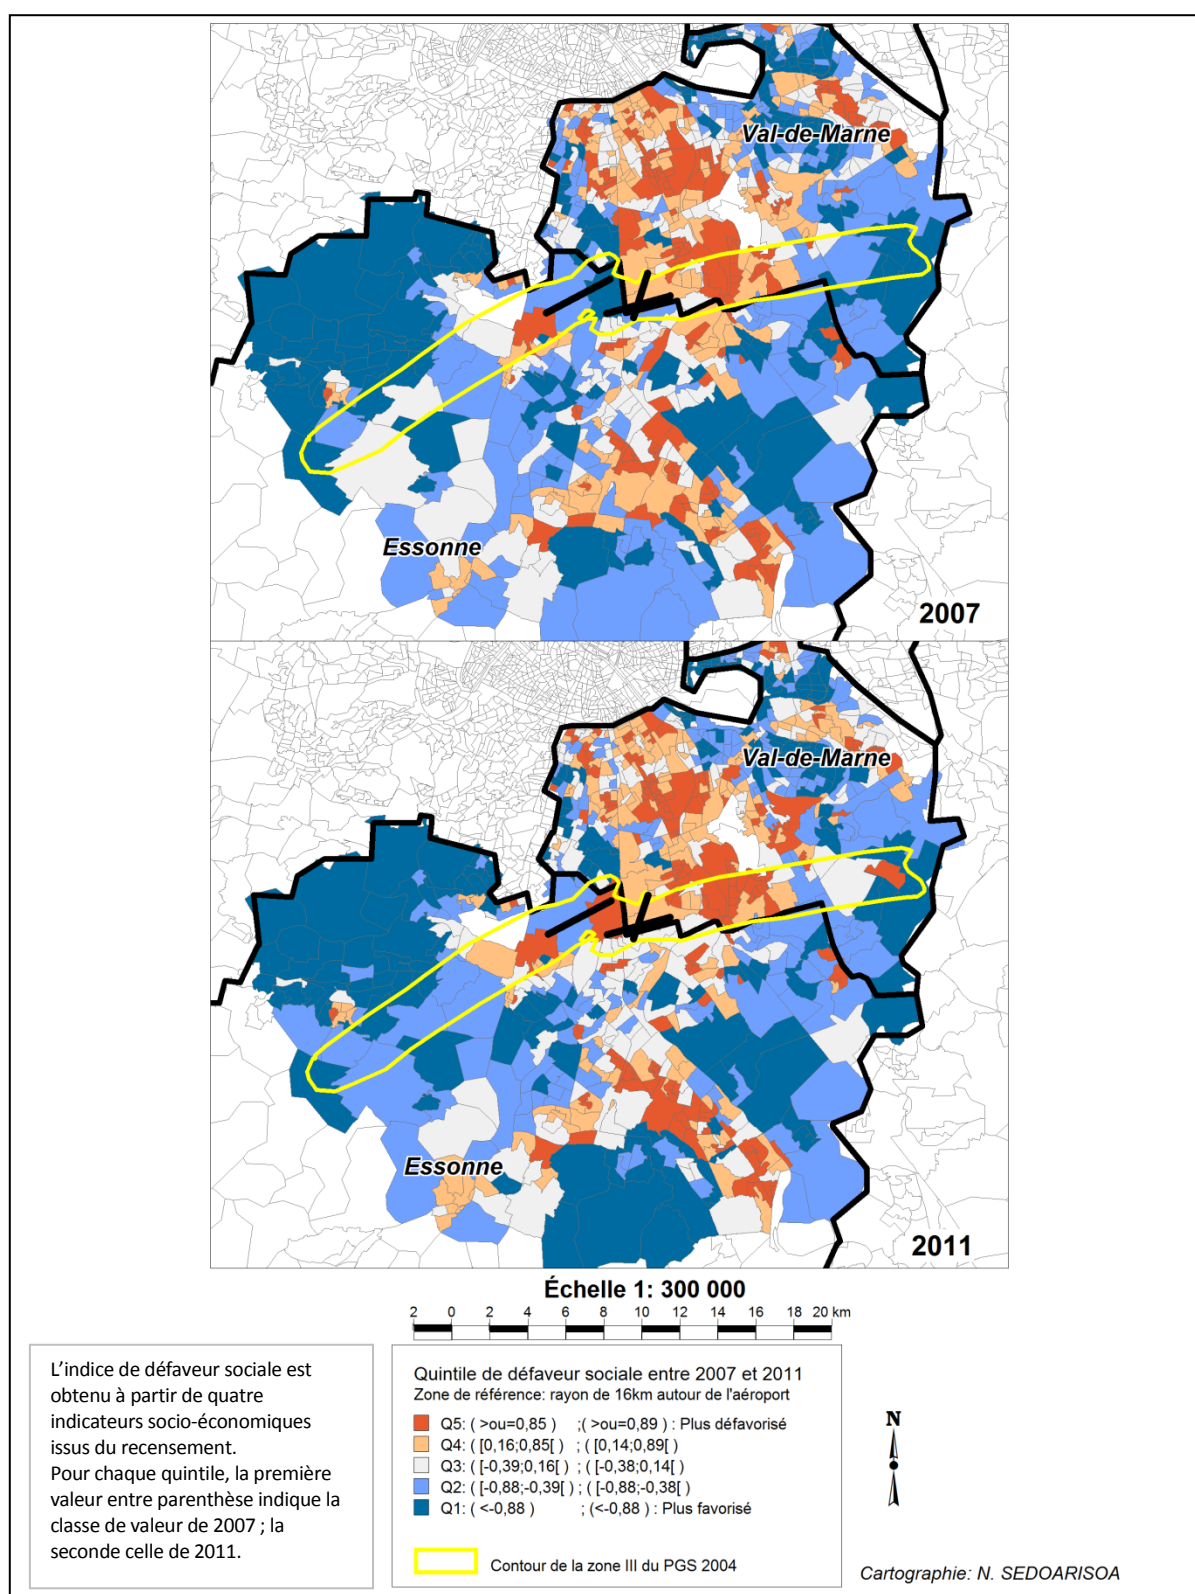 Val-de-Marne
Essonne
2007
Val-de-Marne
Essonne
2011
Échelle 1: 300 000
2 0 2 4 6 8 10 12 14 16 18 20 km
L'indice de défaveur sociale est
obtenu à partir de quatre
indicateurs socio-économiques
issus du recensement.
Pour chaque quintile, la première
valeur entre parenthèse indique la
classe de valeur de 2007 ; la
seconde celle de 2011.
Quintile de défaveur sociale entre 2007 et 2011
Zone de référence: rayon de 16km autour de l'aéroport
Q5: ( >ou=0,85 ) ;( >ou=0,89 ) : Plus défavorisé
Q4: ( [0,16;0,85[ ) ; ( [0,14;0,89[ )
Q3: ( [-0,39;0,16[ ) ; ( [-0,38;0,14[ )
Q2: ( [-0,88;-0,39[ ) ; ( [-0,88;-0,38[ )
Q1: ( <-0,88 ) ; (<-0,88 ) : Plus favorisé
Contour de la zone III du PGS 2004
N
Cartographie: N. SEDOARISOA